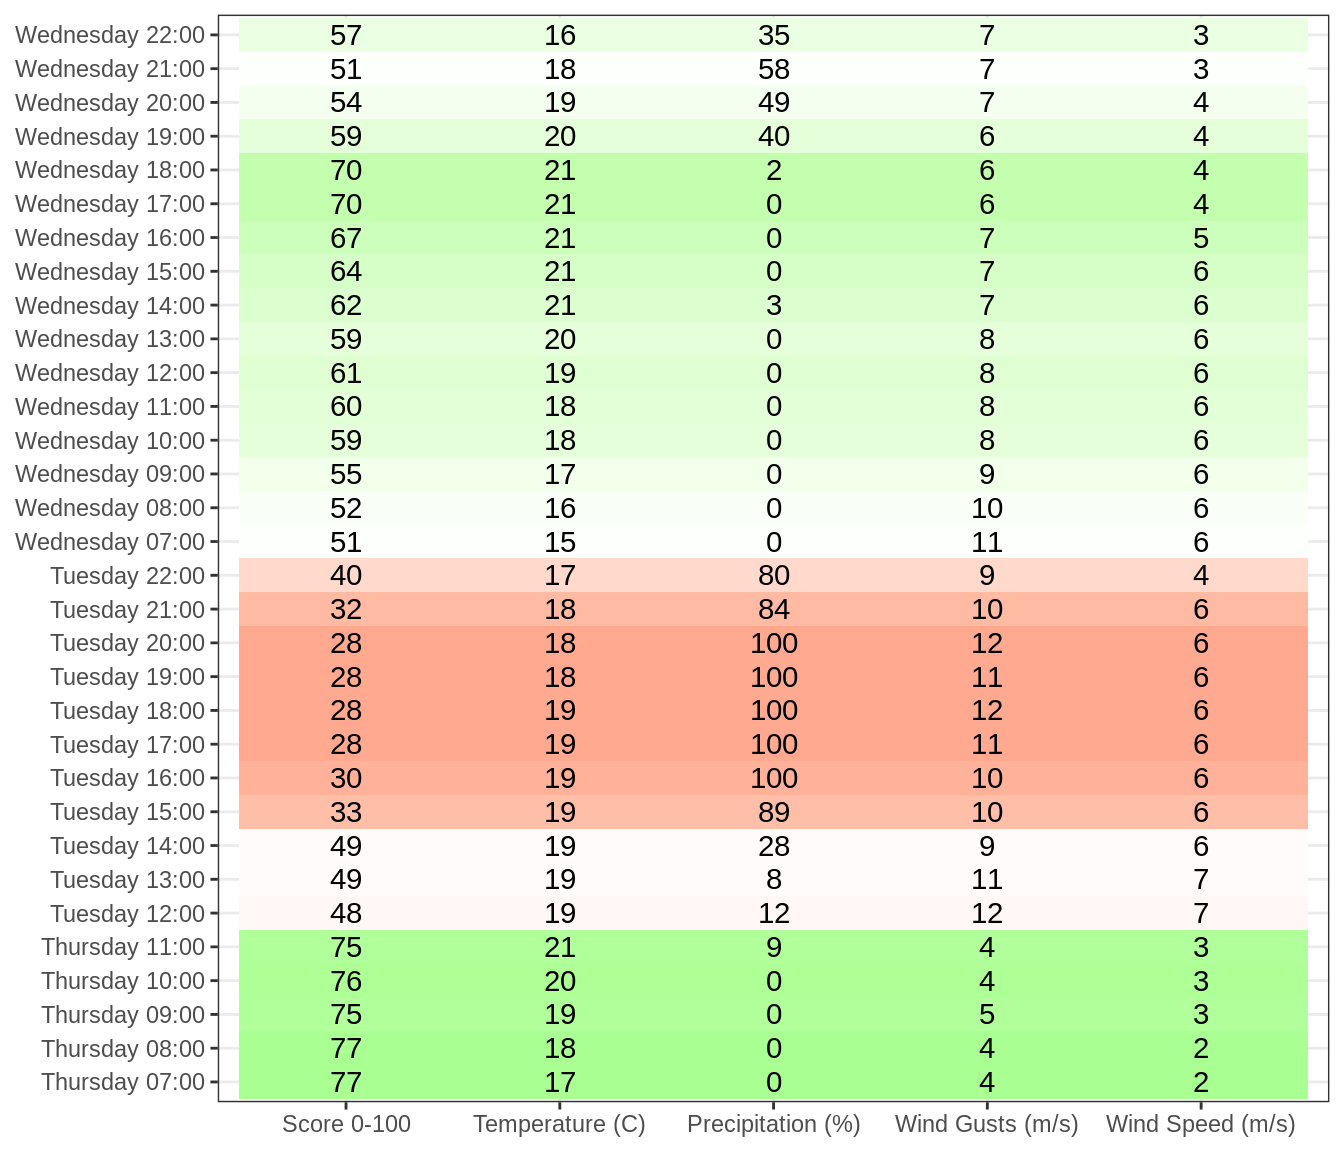 Wednesday 22:00 57 16 35 7 3
Wednesday 21:00 51 18 58 7 3
Wednesday 20:00 54 19 49 7 4
Wednesday 19:00 59 20 40 6 4
Wednesday 18:00 70 21 2 6 4
Wednesday 17:00 70 21 0 6 4
Wednesday 16:00 67 21 0 7 5
Wednesday 15:00 64 21 0 7 6
Wednesday 14:00 62 21 3 7 6
Wednesday 13:00 59 20 0 8 6
Wednesday 12:00 61 19 0 8 6
Wednesday 11:00 60 18 0 8 6
Wednesday 10:00 59 18 0 8 6
Wednesday 09:00 55 17 0 9 6
Wednesday 08:00 52 16 0 10 6
Wednesday 07:00 51 15 0 11 6
Tuesday 22:00 40 17 80 9 4
Tuesday 21:00 32 18 84 10 6
Tuesday 20:00 28 18 100 12 6
Tuesday 19:00 28 18 100 11 6
Tuesday 18:00 28 19 100 12 6
Tuesday 17:00 28 19 100 11 6
Tuesday 16:00 30 19 100 10 6
Tuesday 15:00 33 19 89 10 6
Tuesday 14:00 49 19 28 9 6
Tuesday 13:00 49 19 8 11 7
Tuesday 12:00 48 19 12 12 7
Thursday 11:00 75 21 9 4 3
Thursday 10:00 76 20 0 4 3
Thursday 09:00 75 19 0 5 3
Thursday 08:00 77 18 0 4 2
Thursday 07:00 77 17 0 4 2
Score 0-100 Temperature (C) Precipitation (%) Wind Gusts (m/s) Wind Speed (m/s)